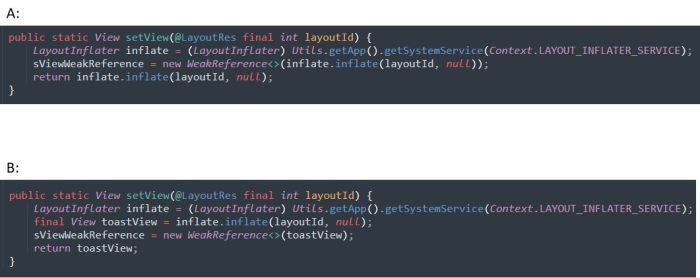 A:
public static View setView(@LayoutRes final int layoutId) {
LayoutInflater inflate = (LayoutInflater) Utils.getApp().getSystemService(Context.LAYOUT_INFLATER_SERVICE);
sViewWeakReference = new WeakReference<>(inflate.inflate(layoutId, null));
return inflate.inflate(layoutId, null);
}
B:
public static View setView(@LayoutRes final int layoutId) {
LayoutInflater inflate = (LayoutInflater) Utils.getApp().getSystemService(Context.LAYOUT_INFLATER_SERVICE);
final View toastView = inflate.inflate(layoutId, null);
sViewWeakReference = new WeakReference<>(toastView);
return toastView;
}